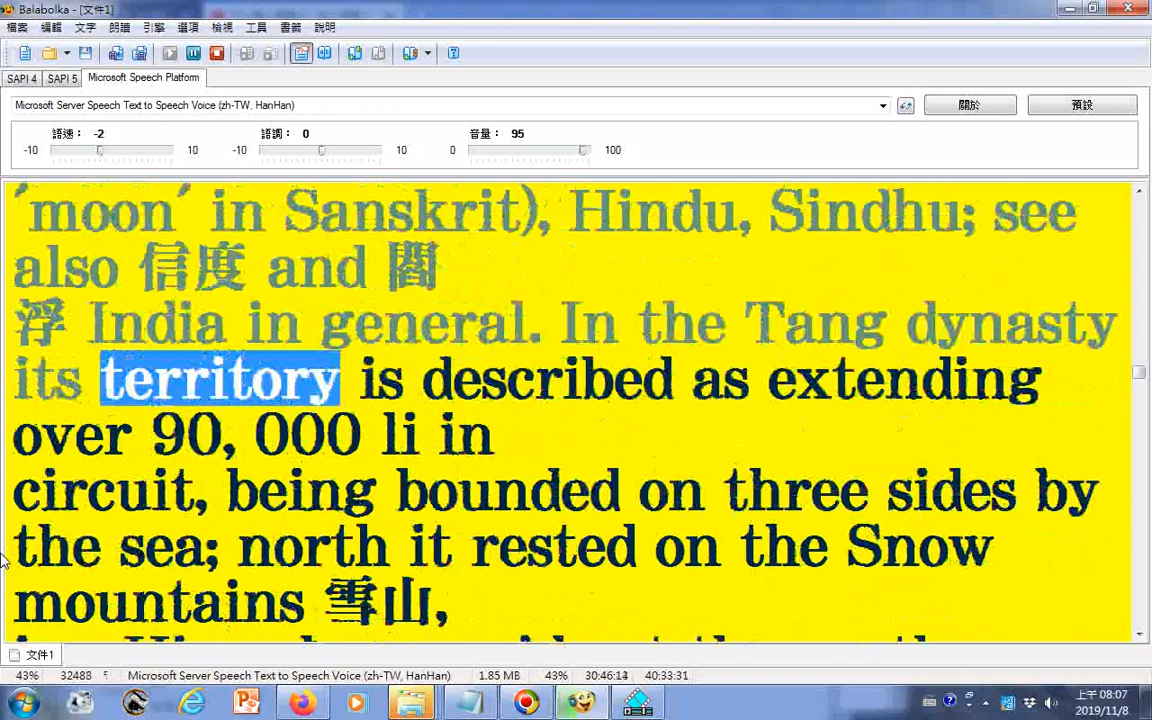 Balabolka - [文件1]
檔案 編輯 文字 朗讀 引擎 選項 檢視 工具 書籤 說明
SAPI 4 SAPI 5 Microsoft Speech Platform
Microsoft Server Speech Text to Speech Voice (zh-TW, HanHan)
關於 預設
語速： -2 語調： 0 音量： 95
-10 10 -10 10 0 100
'moon' in Sanskrit), Hindu, Sindhu; see
also 信度 and 閻
浮 India in general. In the Tang dynasty
its territory is described as extending
over 90, 000 li in
circuit, being bounded on three sides by
the sea; north it rested on the Snow
mountains 雪山,
文件1
43% 32488 Microsoft Server Speech Text to Speech Voice (zh-TW, HanHan) 1.85 MB 43% 30:46:13 40:33:31
上午 08:07
2019/11/8